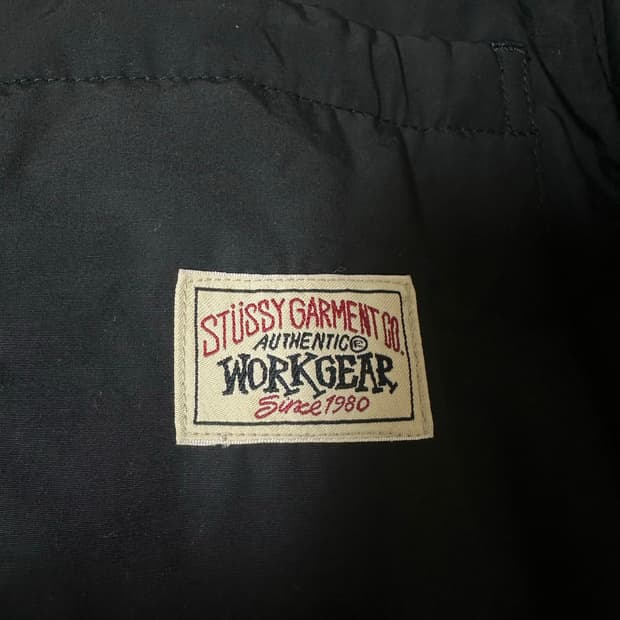 STÜSSY GARMENT CO.
AUTHENTIC®
WORKGEAR
Since 1980